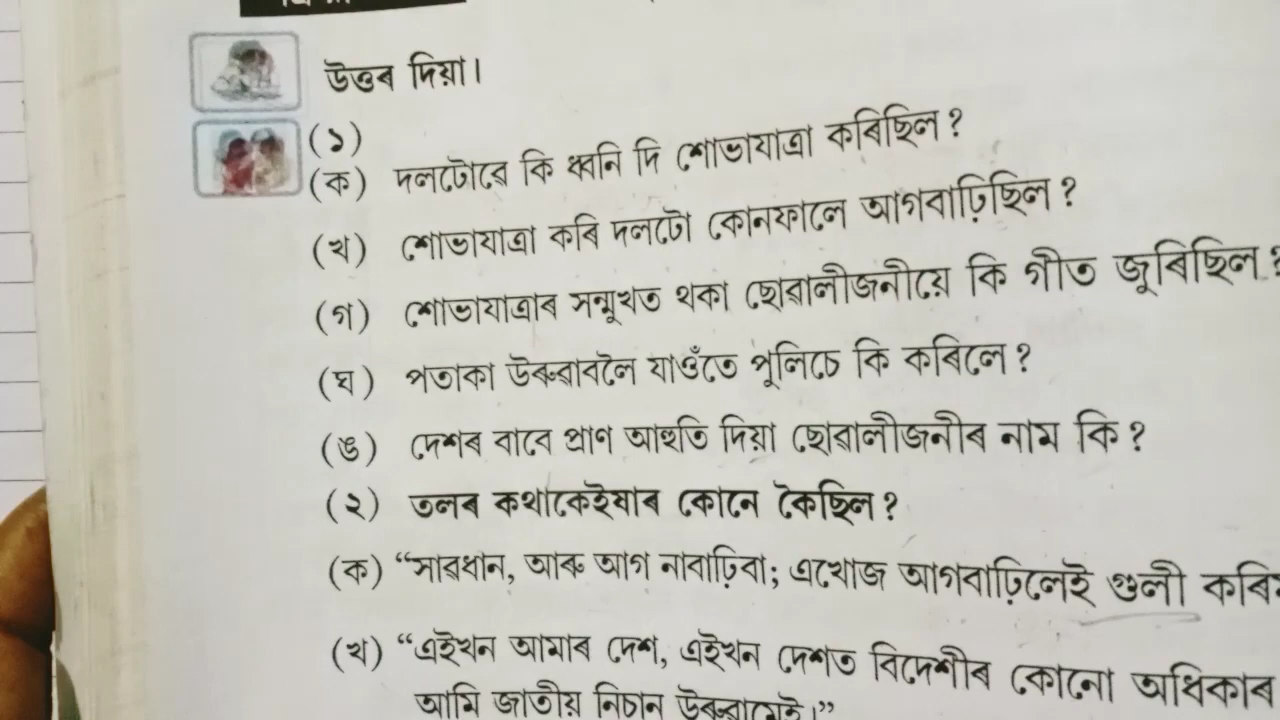 উত্তৰ দিয়া।
(১)
(ক) দলটোৱে কি ধ্বনি দি শোভাযাত্ৰা কৰিছিল ?
(খ) শোভাযাত্ৰা কৰি দলটো কোনফালে আগবাঢ়িছিল ?
(গ) শোভাযাত্ৰাৰ সন্মুখত থকা ছোৱালীজনীয়ে কি গীত জুৰিছিল ?
(ঘ) পতাকা উৰুৱাবলৈ যাওঁতে পুলিচে কি কৰিলে ?
(ঙ) দেশৰ বাবে প্ৰাণ আহুতি দিয়া ছোৱালীজনীৰ নাম কি ?
(২) তলৰ কথাকেইষাৰ কোনে কৈছিল ?
(ক) “সাৱধান, আৰু আগ নাবাঢ়িবা; এখোজ আগবাঢ়িলেই গুলী
(খ) “এইখন আমাৰ দেশ, এইখন দেশত বিদেশীৰ কোনো অধিকাৰ
আমি জাতীয় নিচান উৰুৱামেই।”